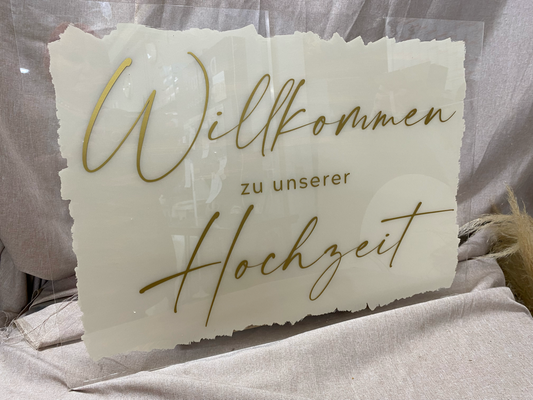 Willkommen
zu unserer
Hochzeit